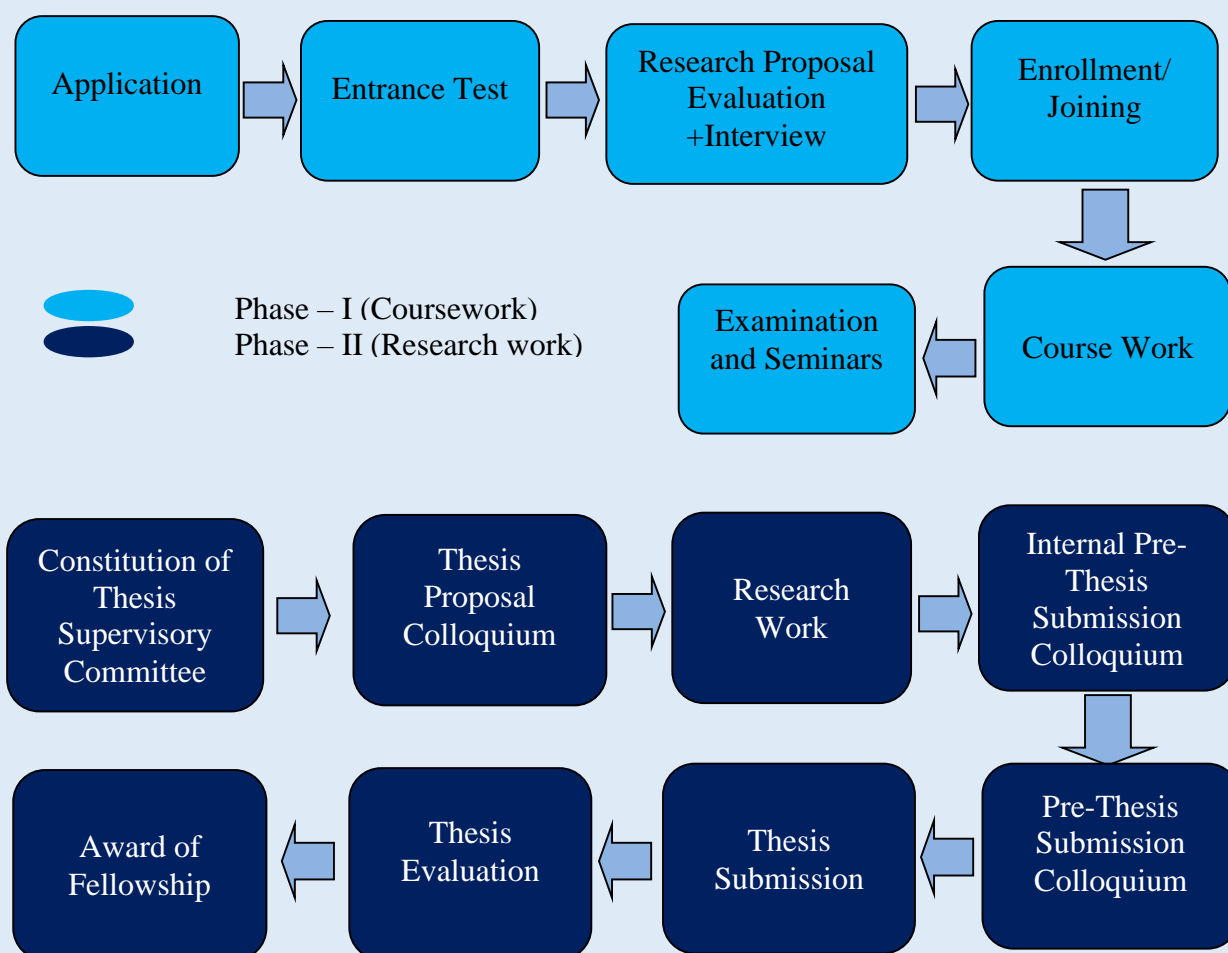 Application
Entrance Test
Research Proposal
Evaluation
+Interview
Enrollment/
Joining
Phase – I (Coursework)
Phase – II (Research work)
Examination
and Seminars
Course Work
Constitution of
Thesis
Supervisory
Committee
Thesis
Proposal
Colloquium
Research
Work
Internal Pre-
Thesis
Submission
Colloquium
Award of
Fellowship
Thesis
Evaluation
Thesis
Submission
Pre-Thesis
Submission
Colloquium